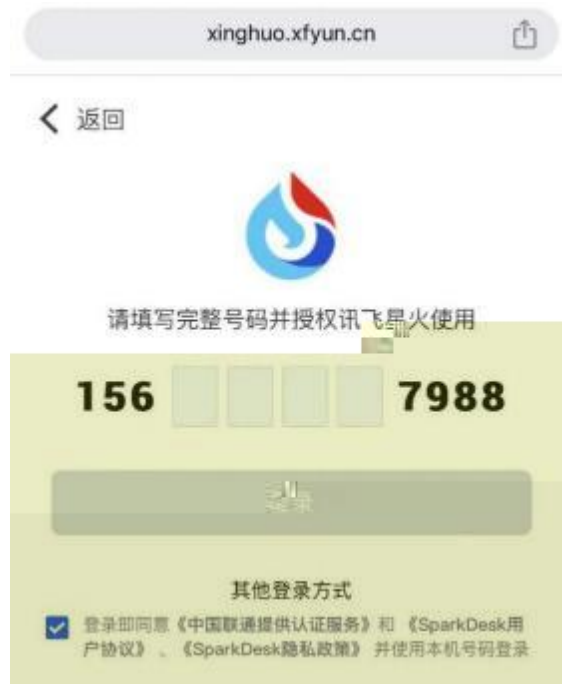 xinghuo.xfyun.cn
返回
请填写完整号码并授权讯飞星火使用
156 7988
登录
其他登录方式
登录即同意《中国联通提供认证服务》和《SparkDesk用
户协议》、《SparkDesk隐私政策》并使用本机号码登录